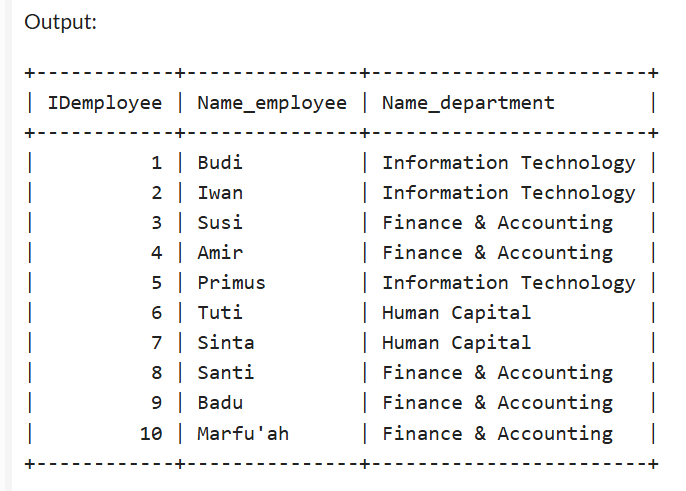 Output:
+------------+---------------+------------------------+
| IDemployee | Name_employee | Name_department        |
+------------+---------------+------------------------+
|          1 | Budi          | Information Technology |
|          2 | Iwan          | Information Technology |
|          3 | Susi          | Finance & Accounting   |
|          4 | Amir          | Finance & Accounting   |
|          5 | Primus        | Information Technology |
|          6 | Tuti          | Human Capital          |
|          7 | Sinta         | Human Capital          |
|          8 | Santi         | Finance & Accounting   |
|          9 | Badu          | Finance & Accounting   |
|         10 | Marfu'ah      | Finance & Accounting   |
+------------+---------------+------------------------+